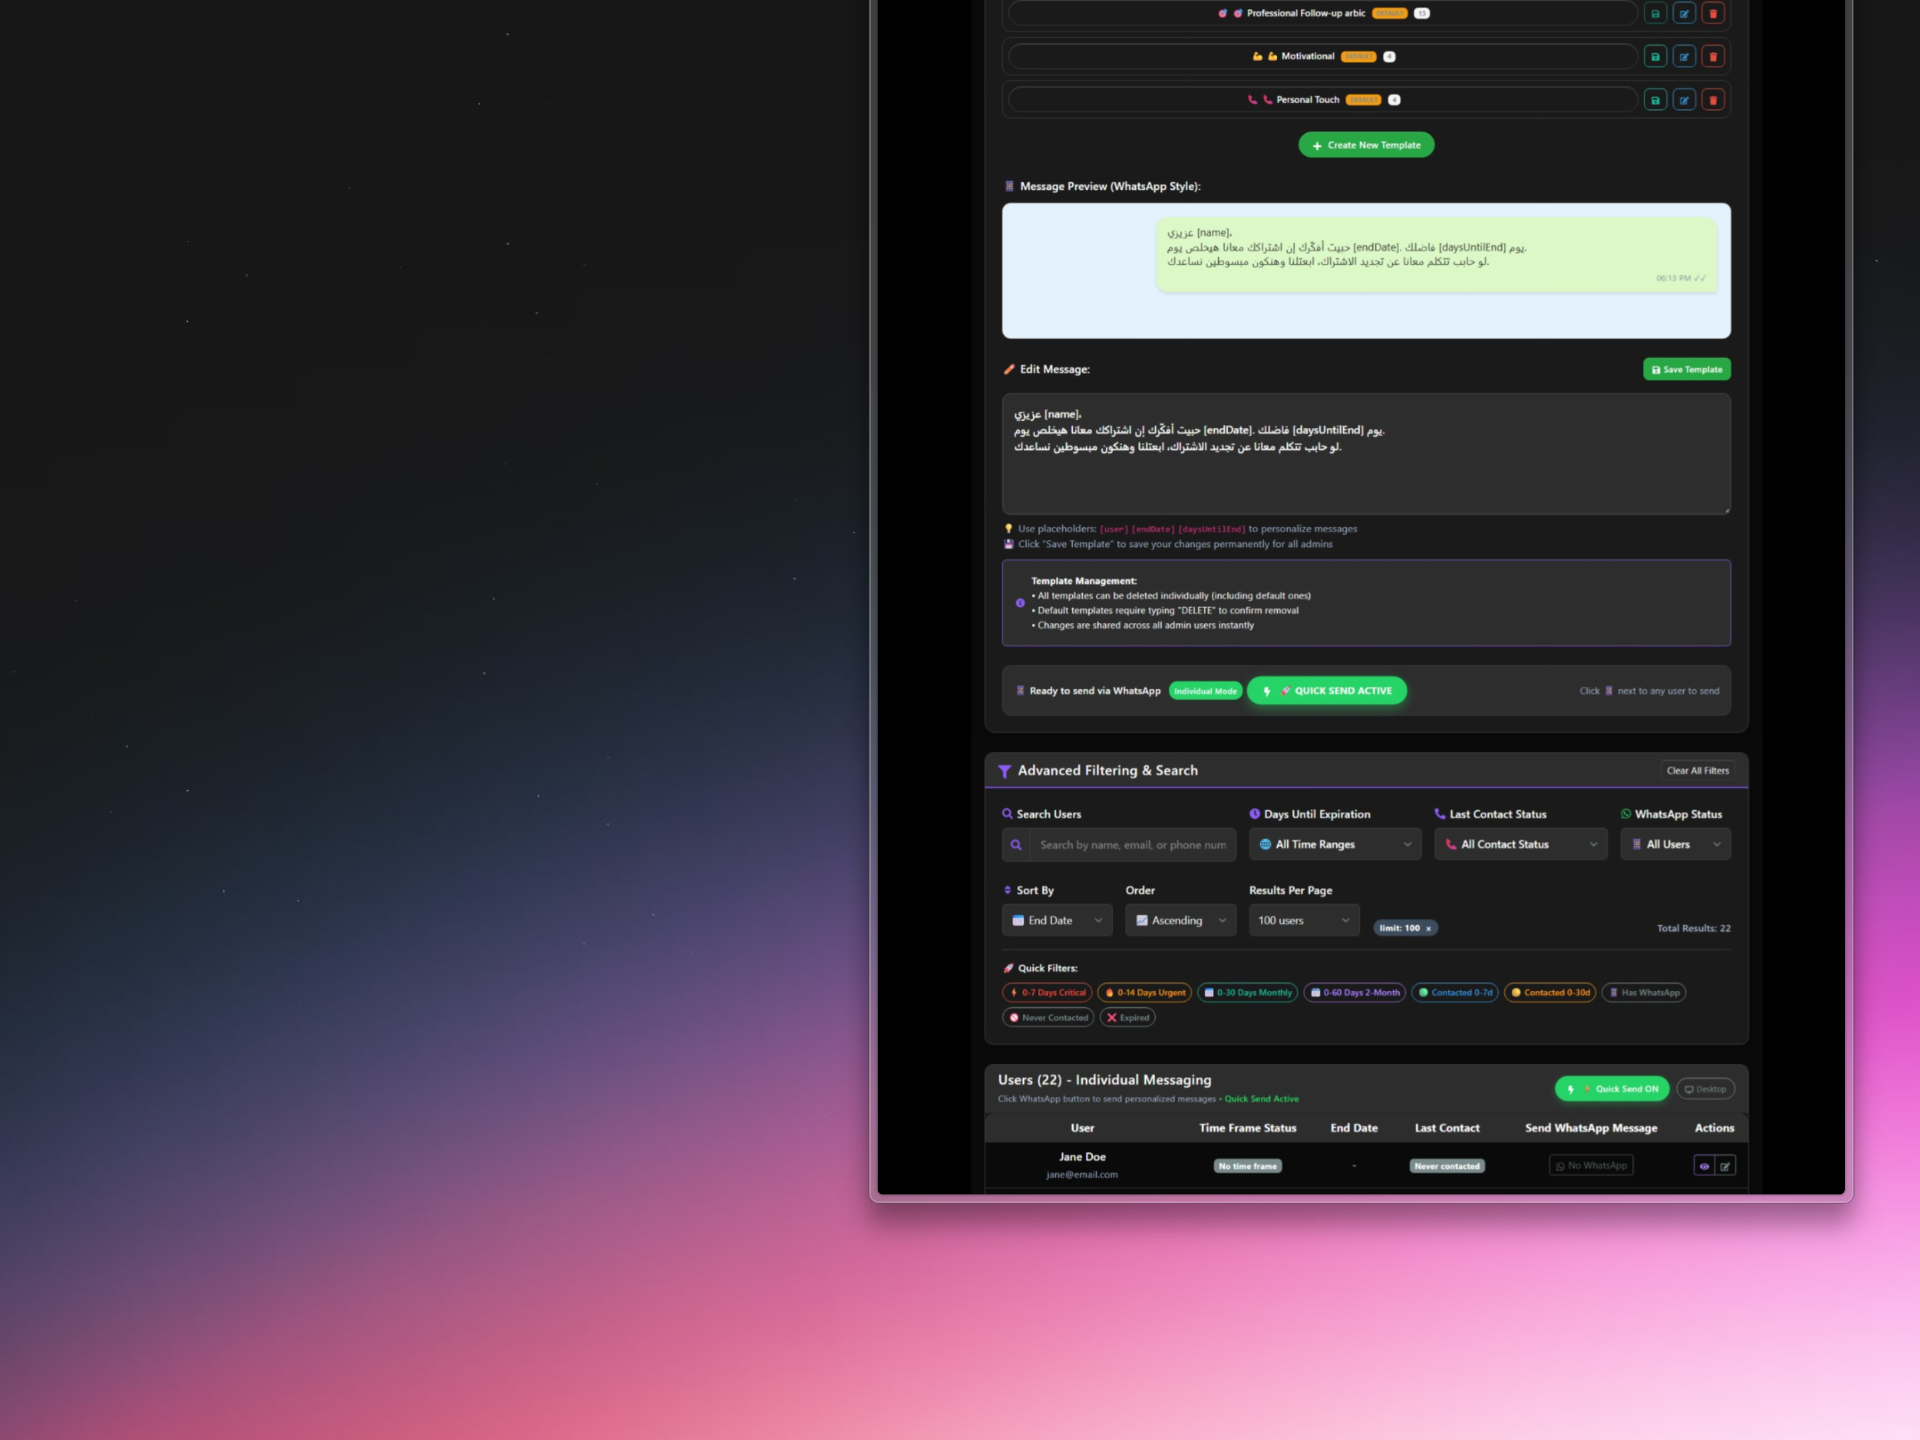 Professional Follow-up arbic DEFAULT 13
Motivational DEFAULT 4
Personal Touch DEFAULT 4
+ Create New Template
Message Preview (WhatsApp Style):
عزيزي [name]،
حبيت أفكّرك إن اشتراكك معانا هيخلص يوم [endDate]. فاضلك [daysUntilEnd] يوم.
لو حابب تتكلم معانا عن تجديد الاشتراك، ابعتلنا وهنكون مبسوطين نساعدك.
06:13 PM ✓✓
Edit Message:
Save Template
عزيزي [name]،
حبيت أفكّرك إن اشتراكك معانا هيخلص يوم [endDate]. فاضلك [daysUntilEnd] يوم.
لو حابب تتكلم معانا عن تجديد الاشتراك، ابعتلنا وهنكون مبسوطين نساعدك.
Use placeholders: [user] [endDate] [daysUntilEnd] to personalize messages
Click "Save Template" to save your changes permanently for all admins
Template Management:
• All templates can be deleted individually (including default ones)
• Default templates require typing "DELETE" to confirm removal
• Changes are shared across all admin users instantly
Ready to send via WhatsApp Individual Mode QUICK SEND ACTIVE Click next to any user to send
Advanced Filtering & Search Clear All Filters
Search Users Days Until Expiration Last Contact Status WhatsApp Status
Search by name, email, or phone num All Time Ranges All Contact Status All Users
Sort By Order Results Per Page
End Date Ascending 100 users limit: 100 × Total Results: 22
Quick Filters:
0-7 Days Critical 0-14 Days Urgent 0-30 Days Monthly 0-60 Days 2-Month Contacted 0-7d Contacted 0-30d Has WhatsApp
Never Contacted Expired
Users (22) - Individual Messaging
Quick Send ON Desktop
Click WhatsApp button to send personalized messages • Quick Send Active
User Time Frame Status End Date Last Contact Send WhatsApp Message Actions
Jane Doe
No time frame - Never contacted No WhatsApp
jane@email.com